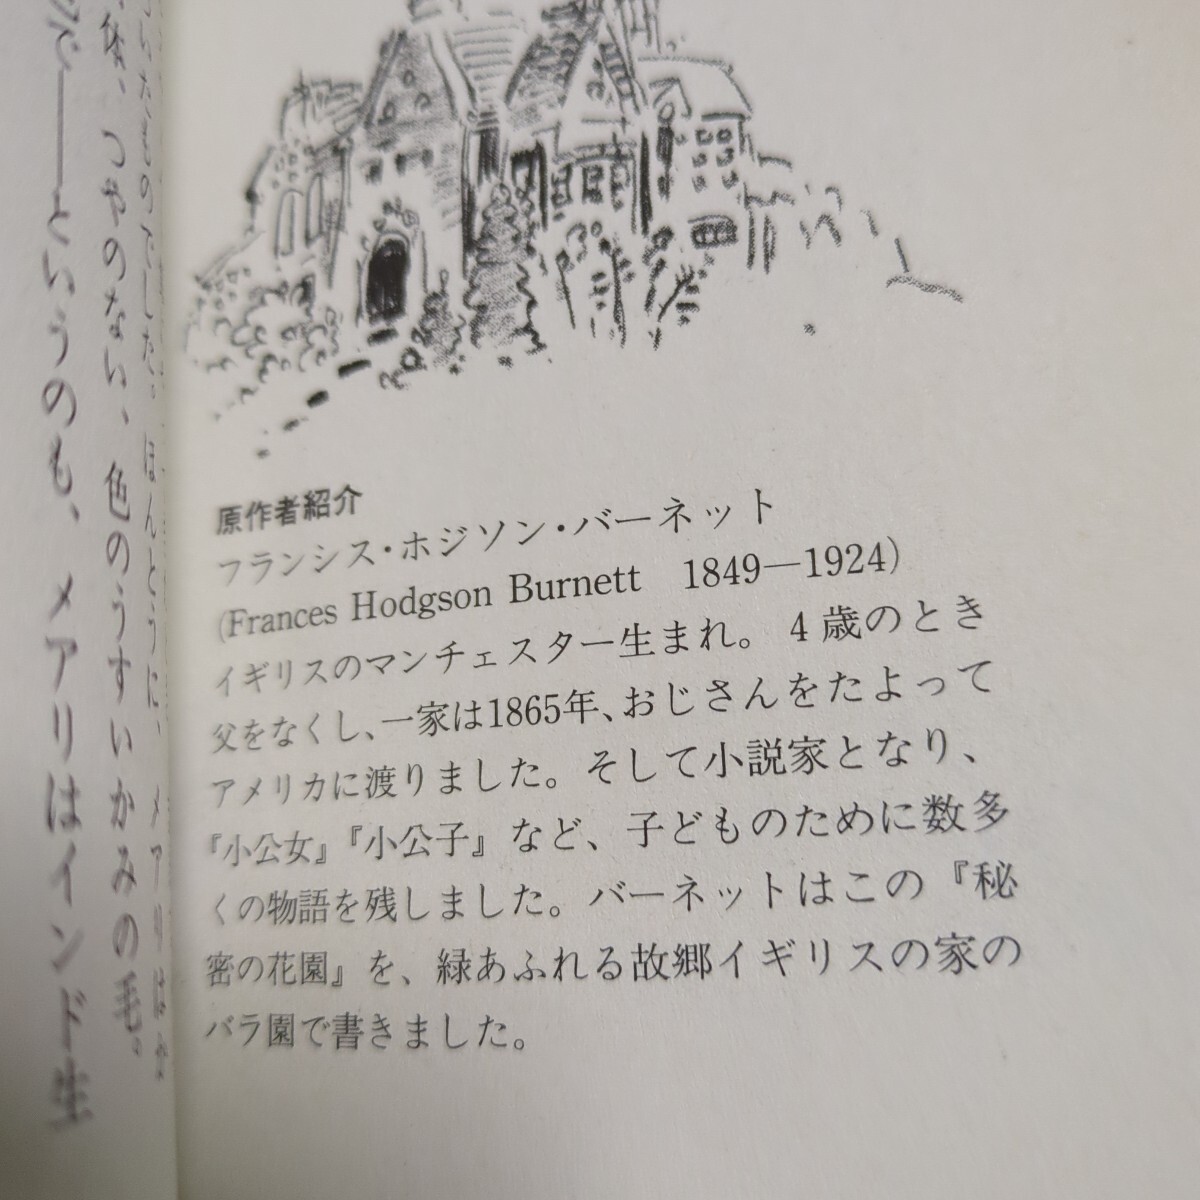 いたものでした。ほんとうに、メアリは
体、つやのない、色のうすいかみの毛。
で――というのも、メアリはインド生
原作者紹介
フランシス・ホジソン・バーネット
(Frances Hodgson Burnett　1849―1924)
イギリスのマンチェスター生まれ。4歳のとき
父をなくし、一家は1865年、おじさんをたよって
アメリカに渡りました。そして小説家となり、
『小公女』『小公子』など、子どものために数多
くの物語を残しました。バーネットはこの『秘
密の花園』を、緑あふれる故郷イギリスの家の
バラ園で書きました。